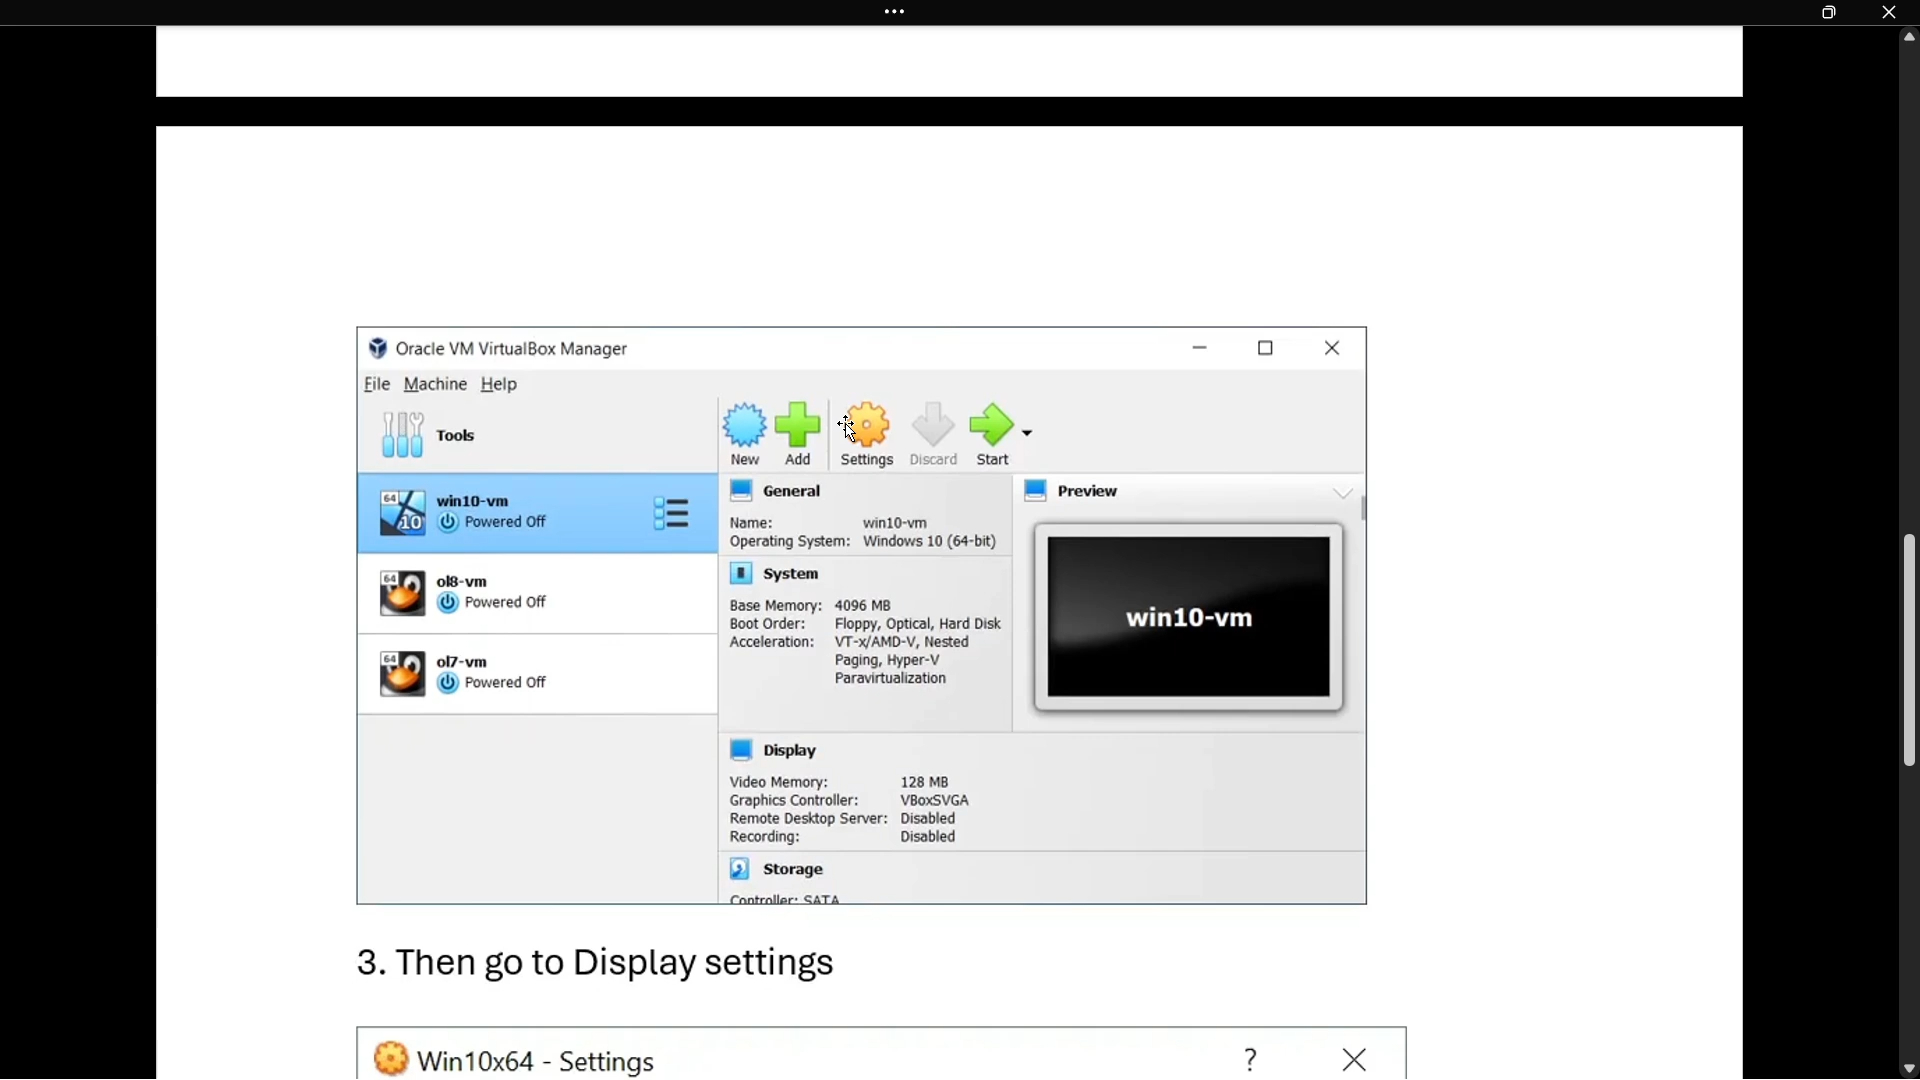 Oracle VM VirtualBox Manager
File Machine Help
Tools
New Add Settings Discard Start
win10-vm
Powered Off
ol8-vm
Powered Off
ol7-vm
Powered Off
General
Name: win10-vm
Operating System: Windows 10 (64-bit)
System
Base Memory: 4096 MB
Boot Order: Floppy, Optical, Hard Disk
Acceleration: VT-x/AMD-V, Nested
Paging, Hyper-V
Paravirtualization
Preview
win10-vm
Display
Video Memory: 128 MB
Graphics Controller: VBoxSVGA
Remote Desktop Server: Disabled
Recording: Disabled
Storage
Controller: SATA
3. Then go to Display settings
Win10x64 - Settings